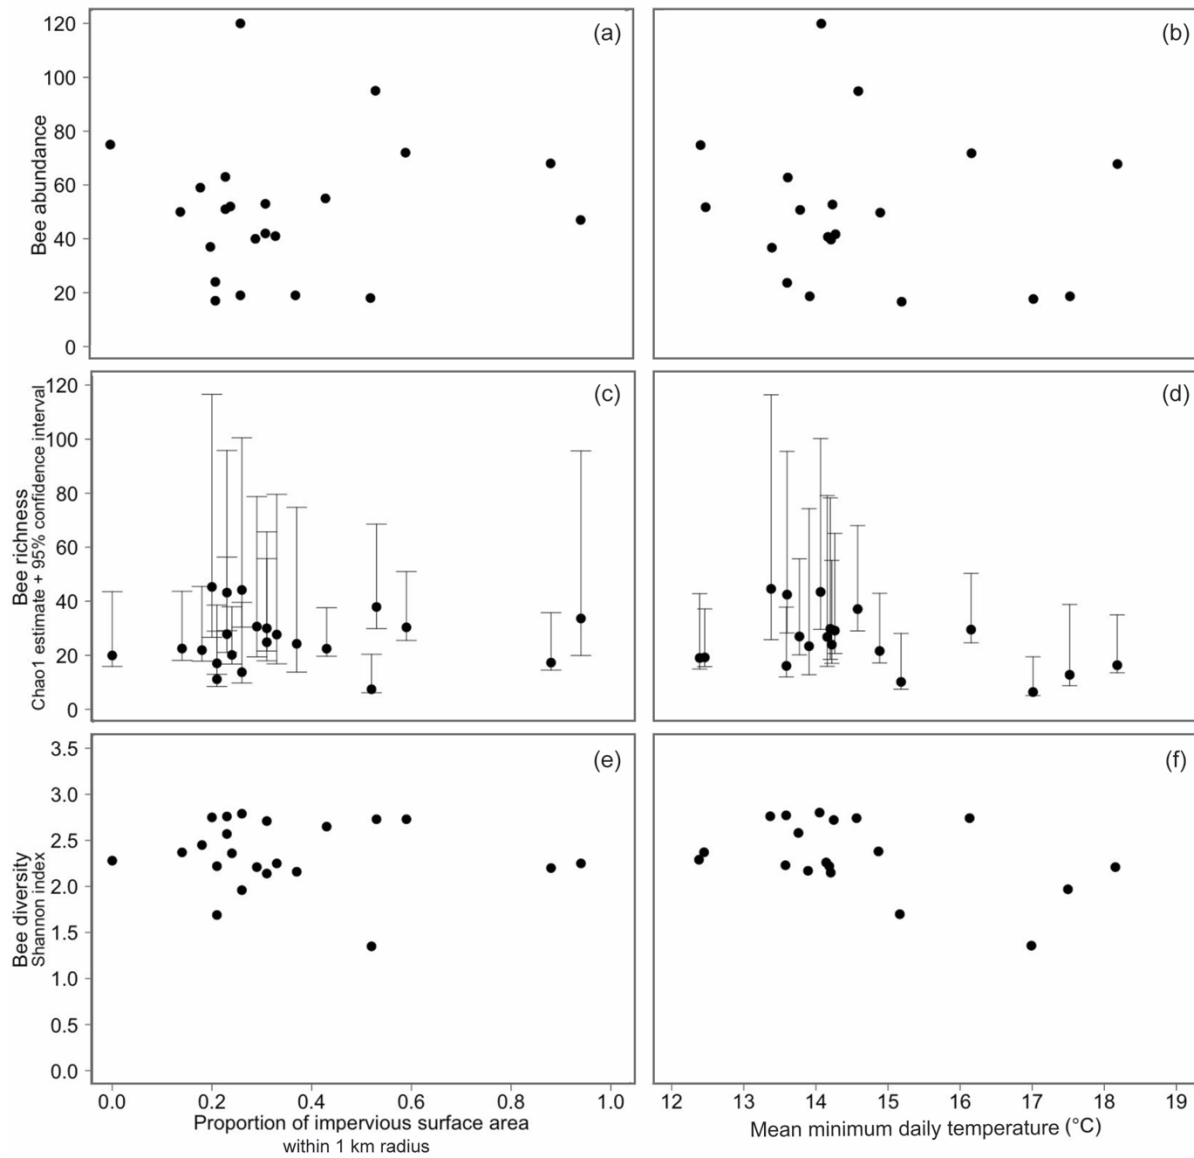 120
100
80
60
40
20
0
Bee abundance
(a)
(b)
120
100
80
60
40
20
0
Bee richness
Chao1 estimate + 95% confidence interval
(c)
(d)
3.5
3.0
2.5
2.0
1.5
1.0
0.5
0.0
Bee diversity
Shannon index
(e)
(f)
0.0 0.2 0.4 0.6 0.8 1.0
Proportion of impervious surface area
within 1 km radius
12 13 14 15 16 17 18 19
Mean minimum daily temperature (°C)